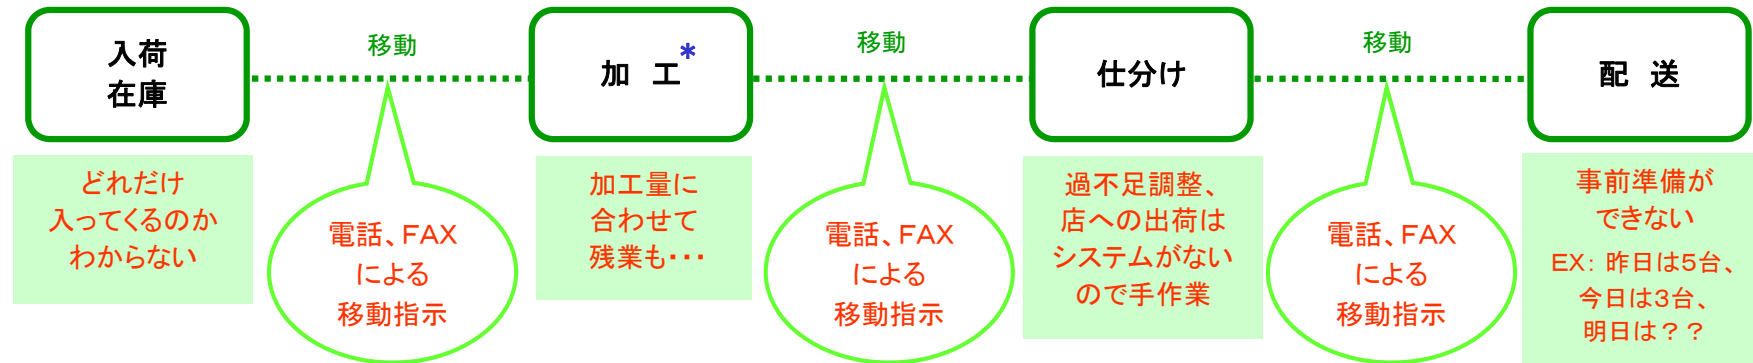 入荷
在庫
移動
加 工*
移動
仕分け
移動
配 送
どれだけ
入ってくるのか
わからない
電話、FAX
による
移動指示
加工量に
合わせて
残業も・・・
電話、FAX
による
移動指示
過不足調整、
店への出荷は
システムがない
ので手作業
電話、FAX
による
移動指示
事前準備が
できない
EX: 昨日は5台、
今日は3台、
明日は？？